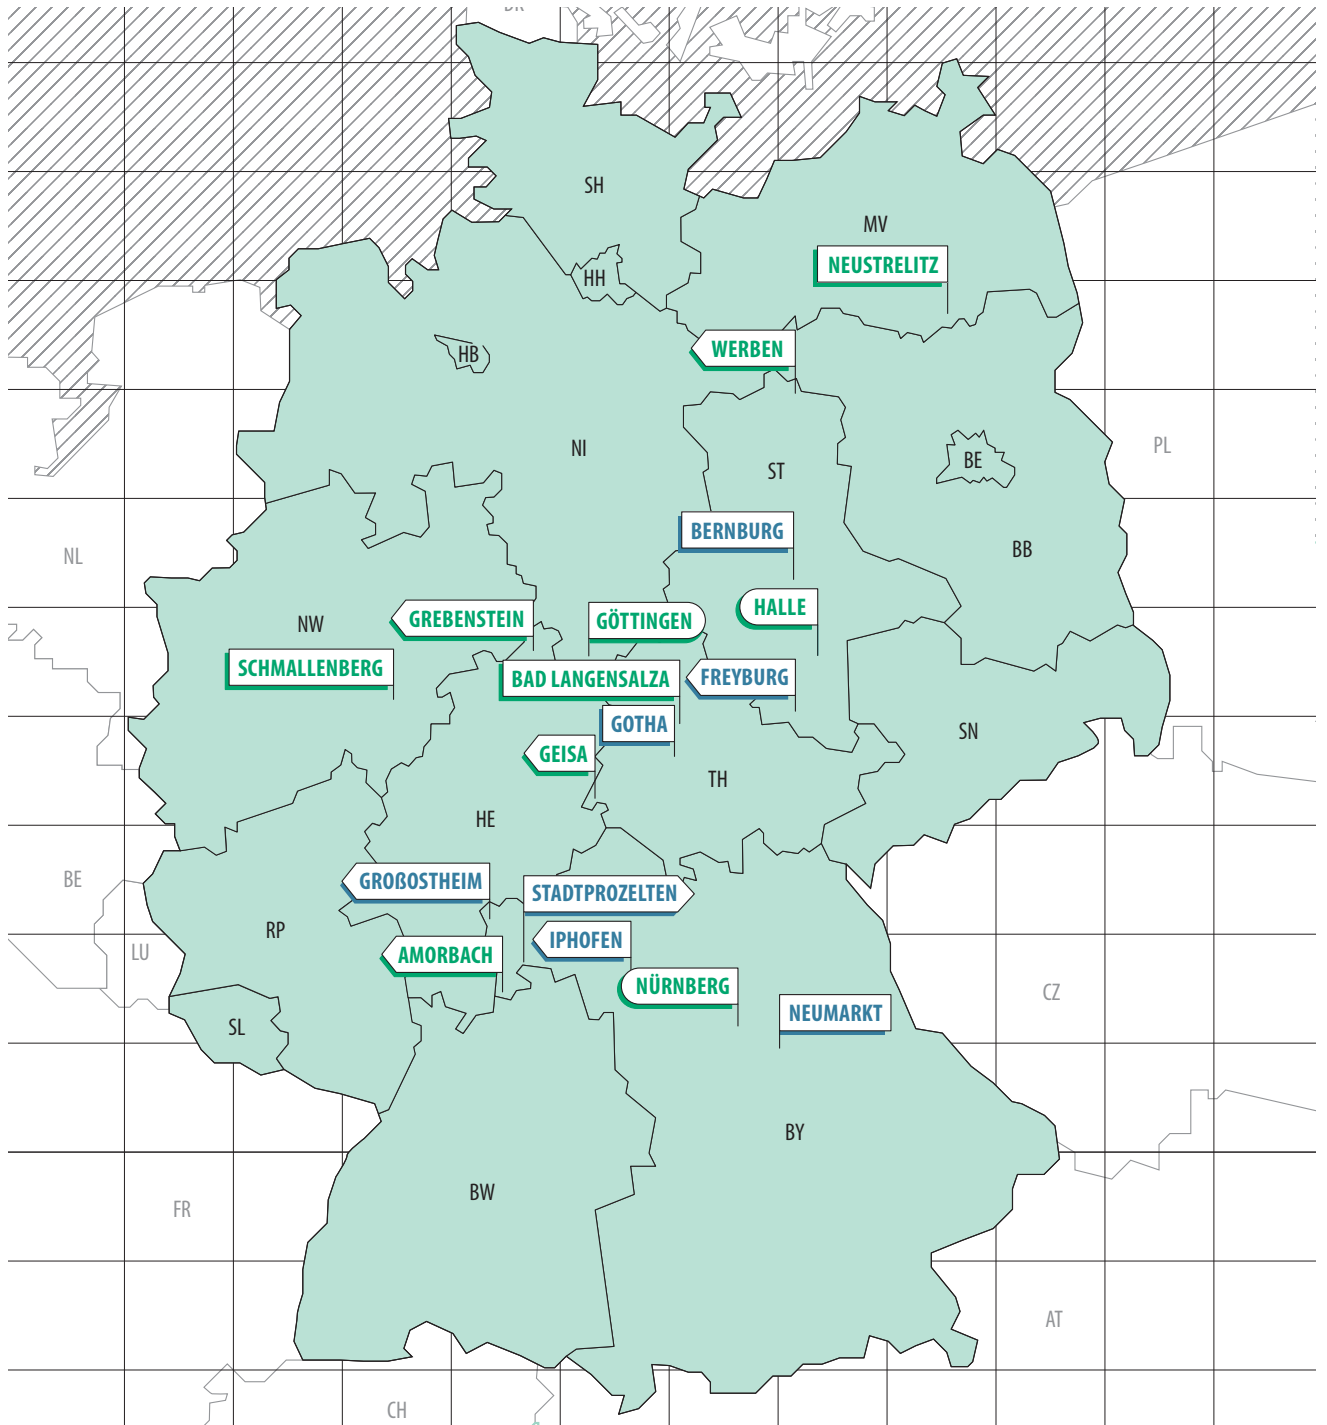 DK
SH
MV
NEUSTRELITZ
HH
WERBEN
HB
NI
ST
BE
PL
BERNBURG
BB
NL
NW
GREBENSTEIN
GÖTTINGEN
HALLE
SCHMALLENBERG
BAD LANGENSALZA
FREYBURG
GOTHA
SN
GEISA
TH
HE
BE
GROßOSTHEIM
STADTPROZELTEN
RP
IPHOFEN
LU
AMORBACH
NÜRNBERG
CZ
SL
NEUMARKT
BY
BW
FR
AT
CH